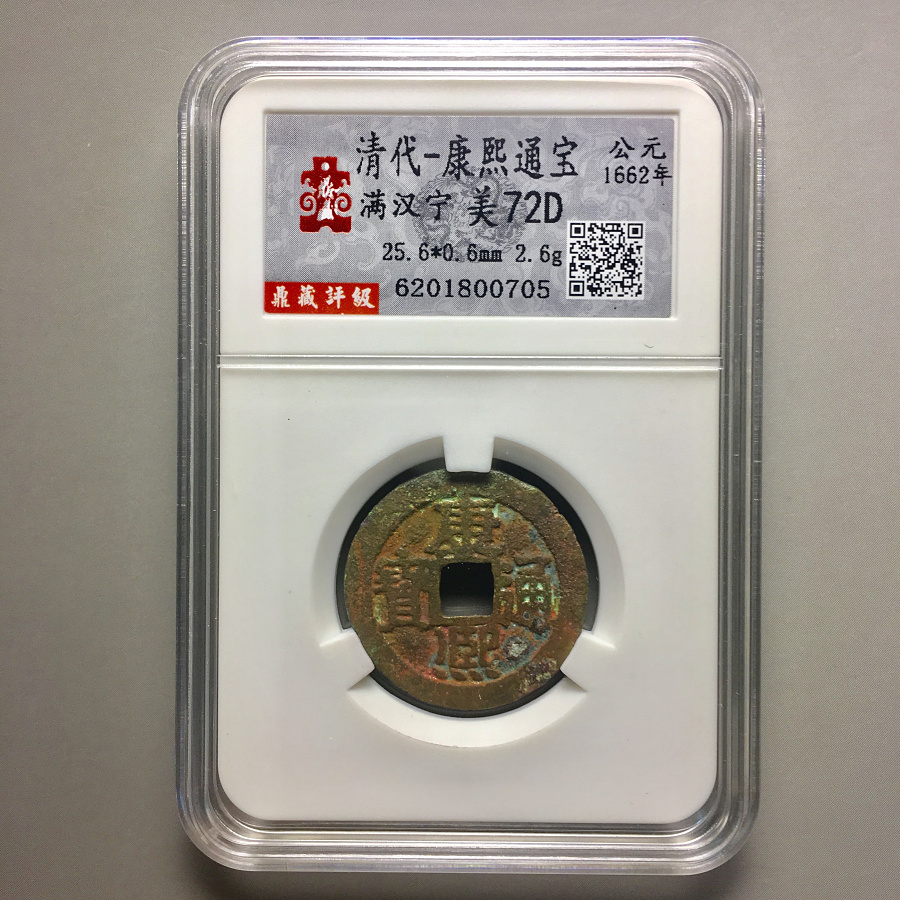 清代-康熙通宝
公元
1662年
满汉宁 美72D
25.6*0.6mm 2.6g
鼎藏評級
6201800705
康熙通寶